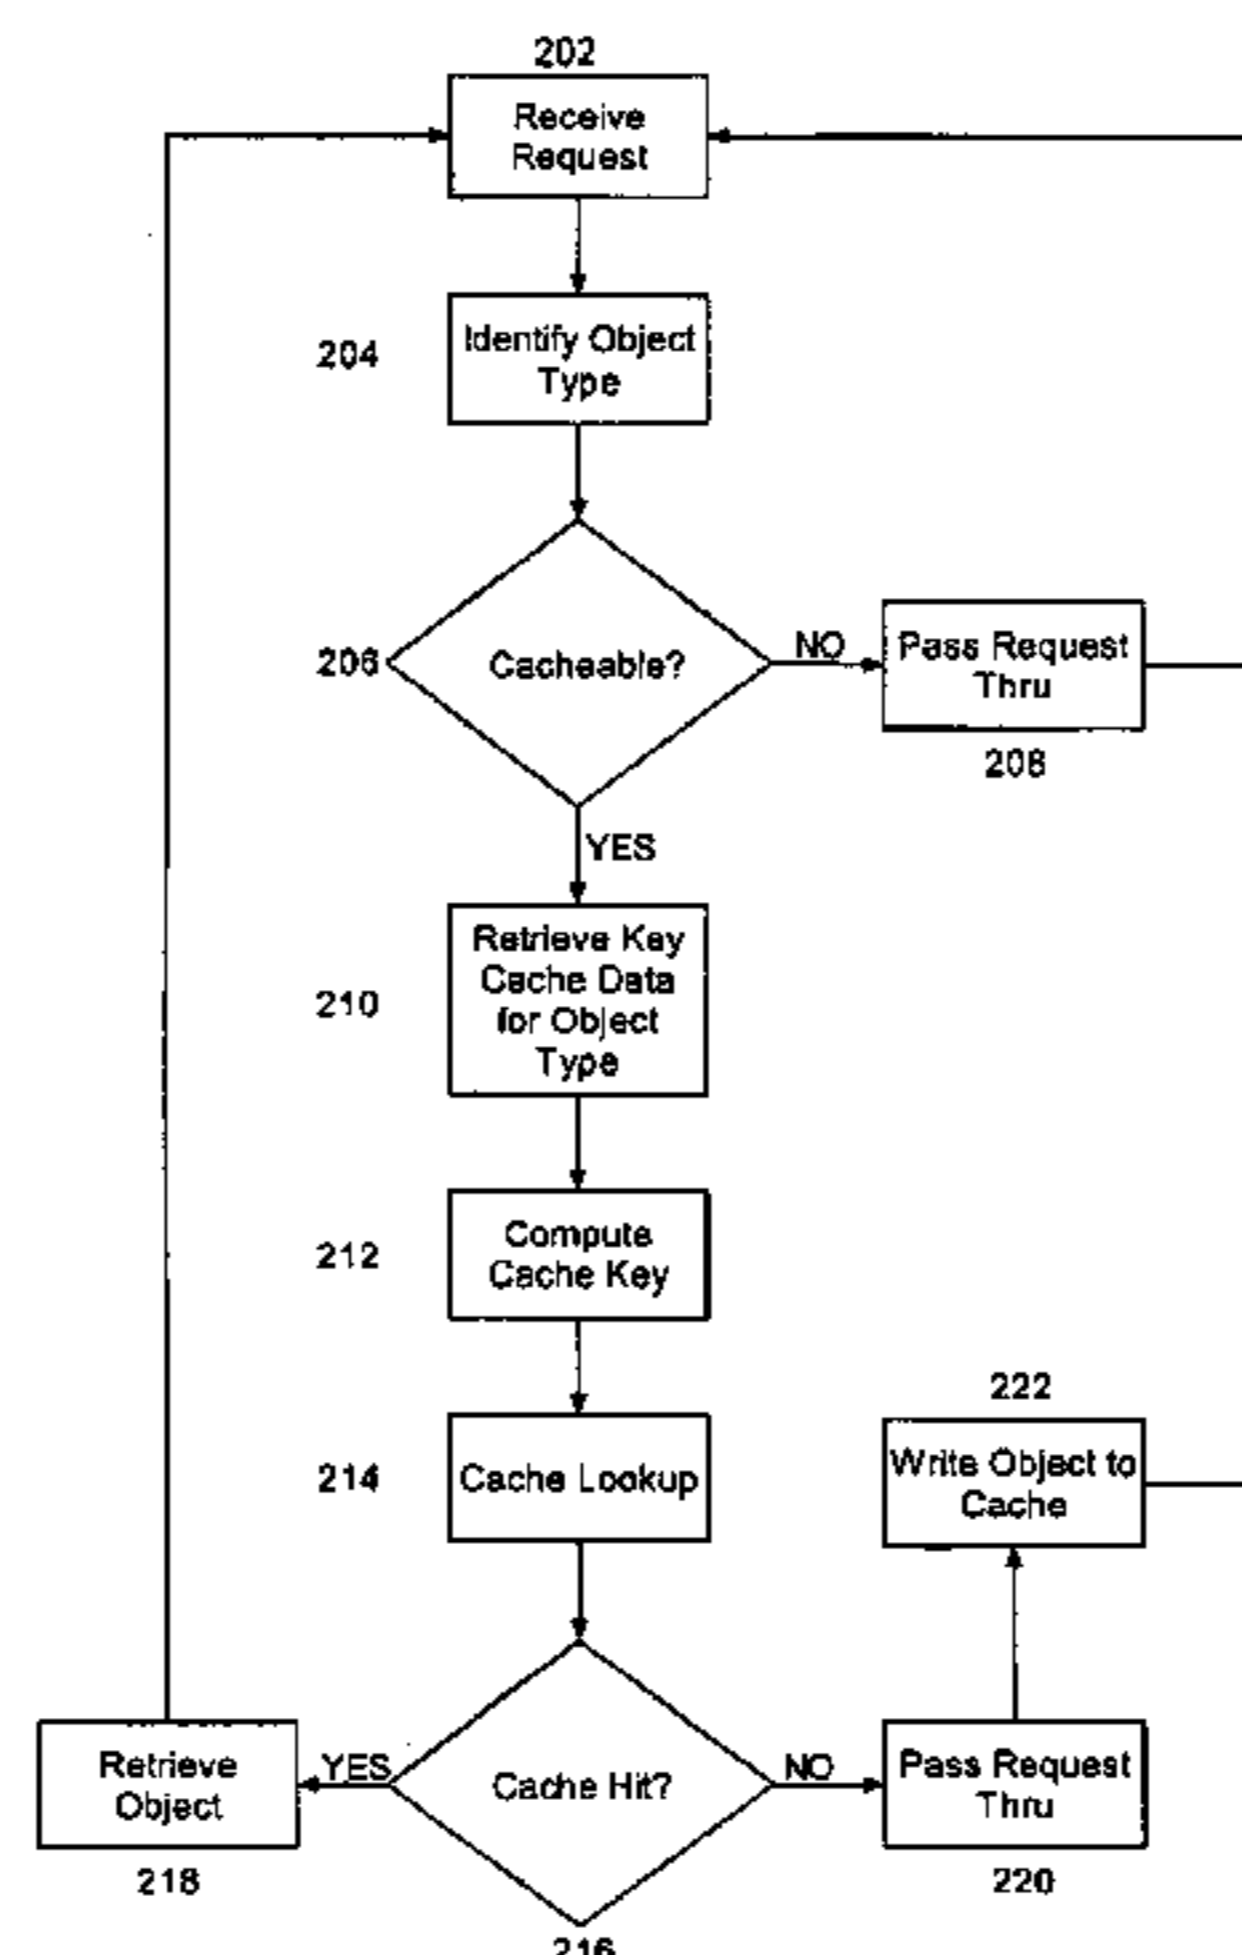 202
Receive
Request
204
Identify Object
Type
206
Cacheable?
NO
Pass Request
Thru
208
YES
210
Retrieve Key
Cache Data
for Object
Type
212
Compute
Cache Key
214
Cache Lookup
222
Write Object to
Cache
Retrieve
Object
218
YES
Cache Hit?
216
NO
Pass Request
Thru
220